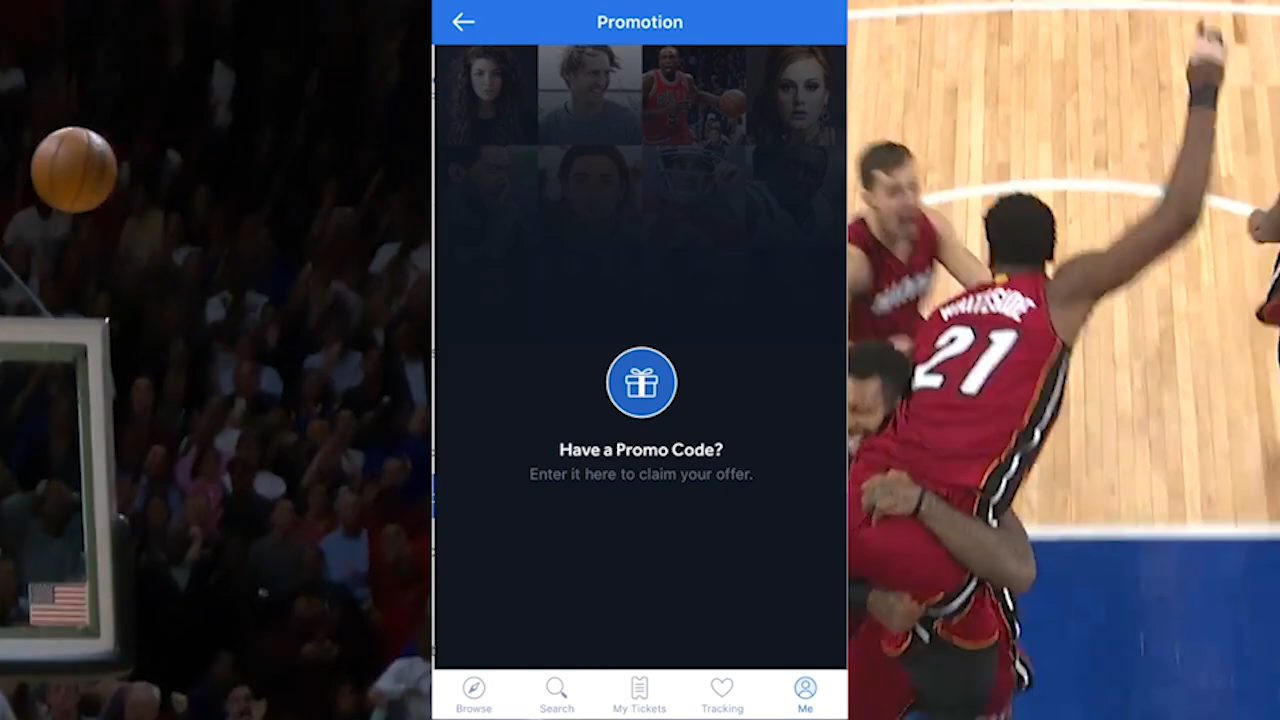 Promotion
Have a Promo Code?
Enter it here to claim your offer.
WHITESIDE
21
Browse
Search
My Tickets
Tracking
Me